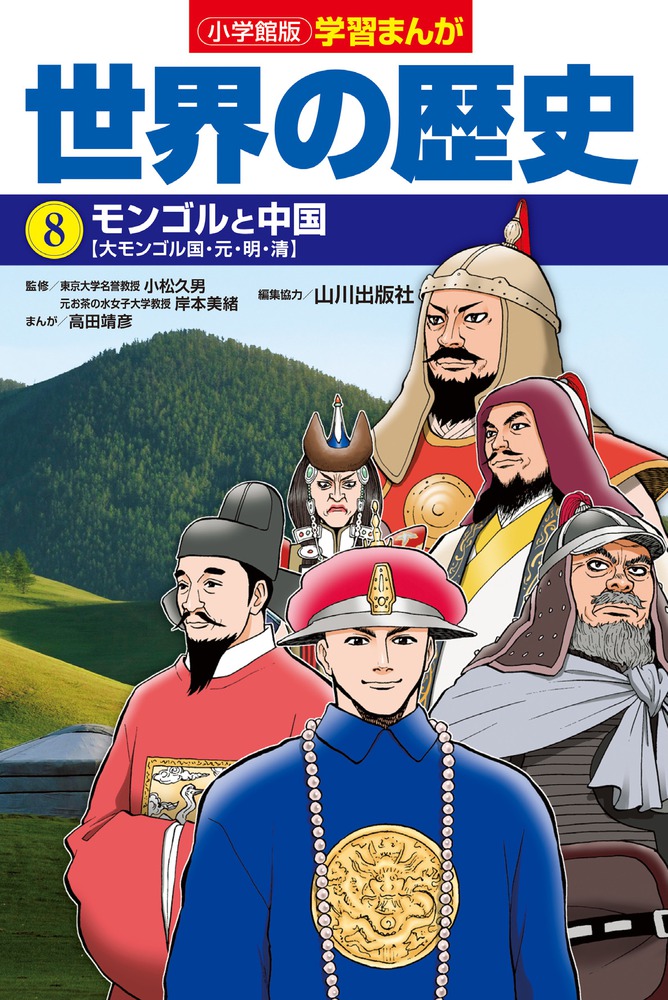 小学館版 学習まんが
世界の歴史
8 モンゴルと中国
【大モンゴル国・元・明・清】
監修／東京大学名誉教授 小松久男
元お茶の水女子大学教授 岸本美緒
まんが／高田靖彦
編集協力／山川出版社